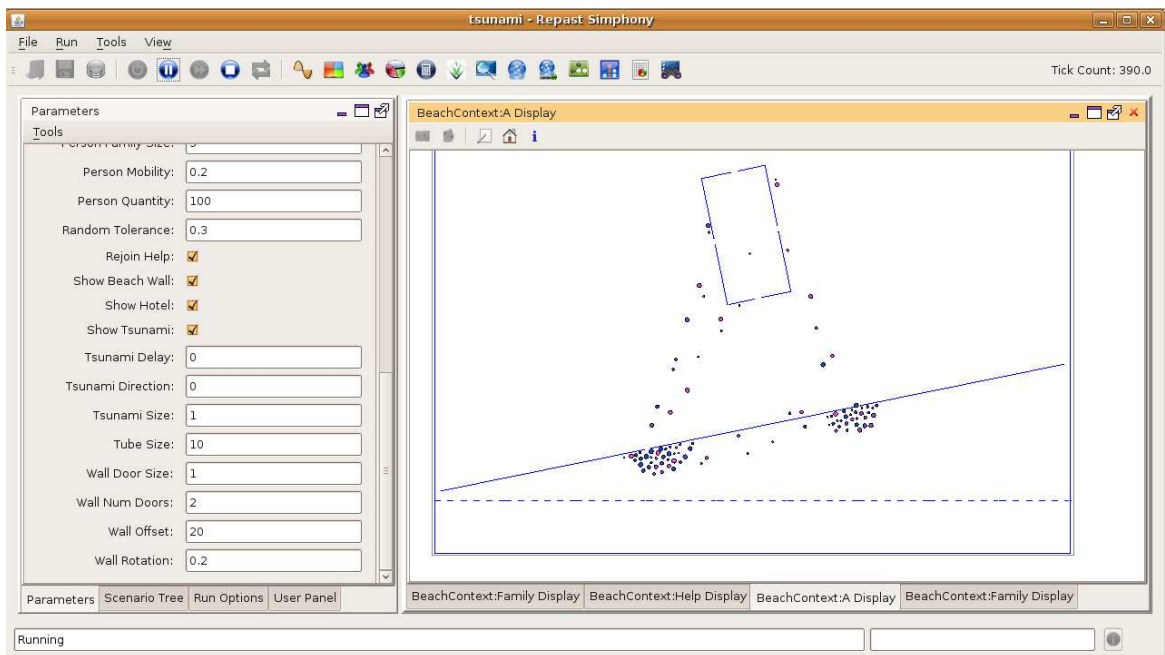 tsunami - Repast Simphony
File Run Tools View
Tick Count: 390.0
Parameters
Tools
Person Family Size: 5
Person Mobility: 0.2
Person Quantity: 100
Random Tolerance: 0.3
Rejoin Help:
Show Beach Wall:
Show Hotel:
Show Tsunami:
Tsunami Delay: 0
Tsunami Direction: 0
Tsunami Size: 1
Tube Size: 10
Wall Door Size: 1
Wall Num Doors: 2
Wall Offset: 20
Wall Rotation: 0.2
Parameters Scenario Tree Run Options User Panel
BeachContext:A Display
i
BeachContext:Family Display BeachContext:Help Display BeachContext:A Display BeachContext:Family Display
Running